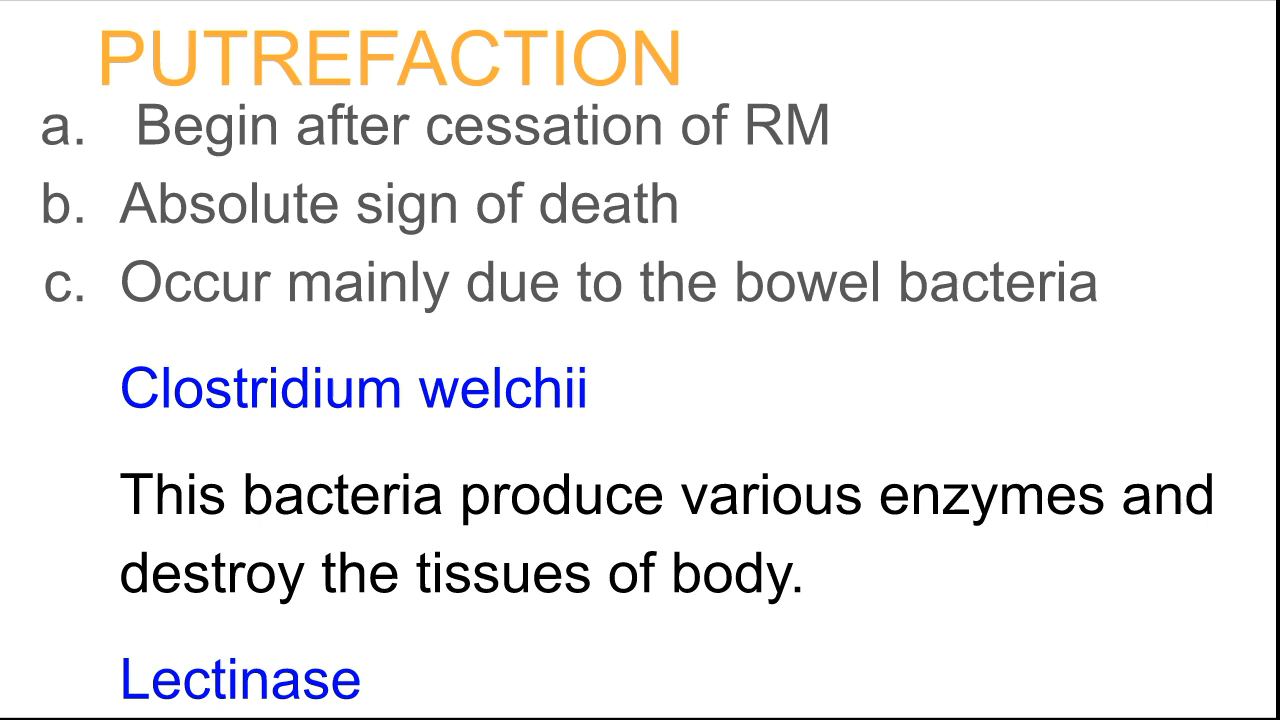 PUTREFACTION
a. Begin after cessation of RM
b. Absolute sign of death
c. Occur mainly due to the bowel bacteria
Clostridium welchii
This bacteria produce various enzymes and
destroy the tissues of body.
Lectinase